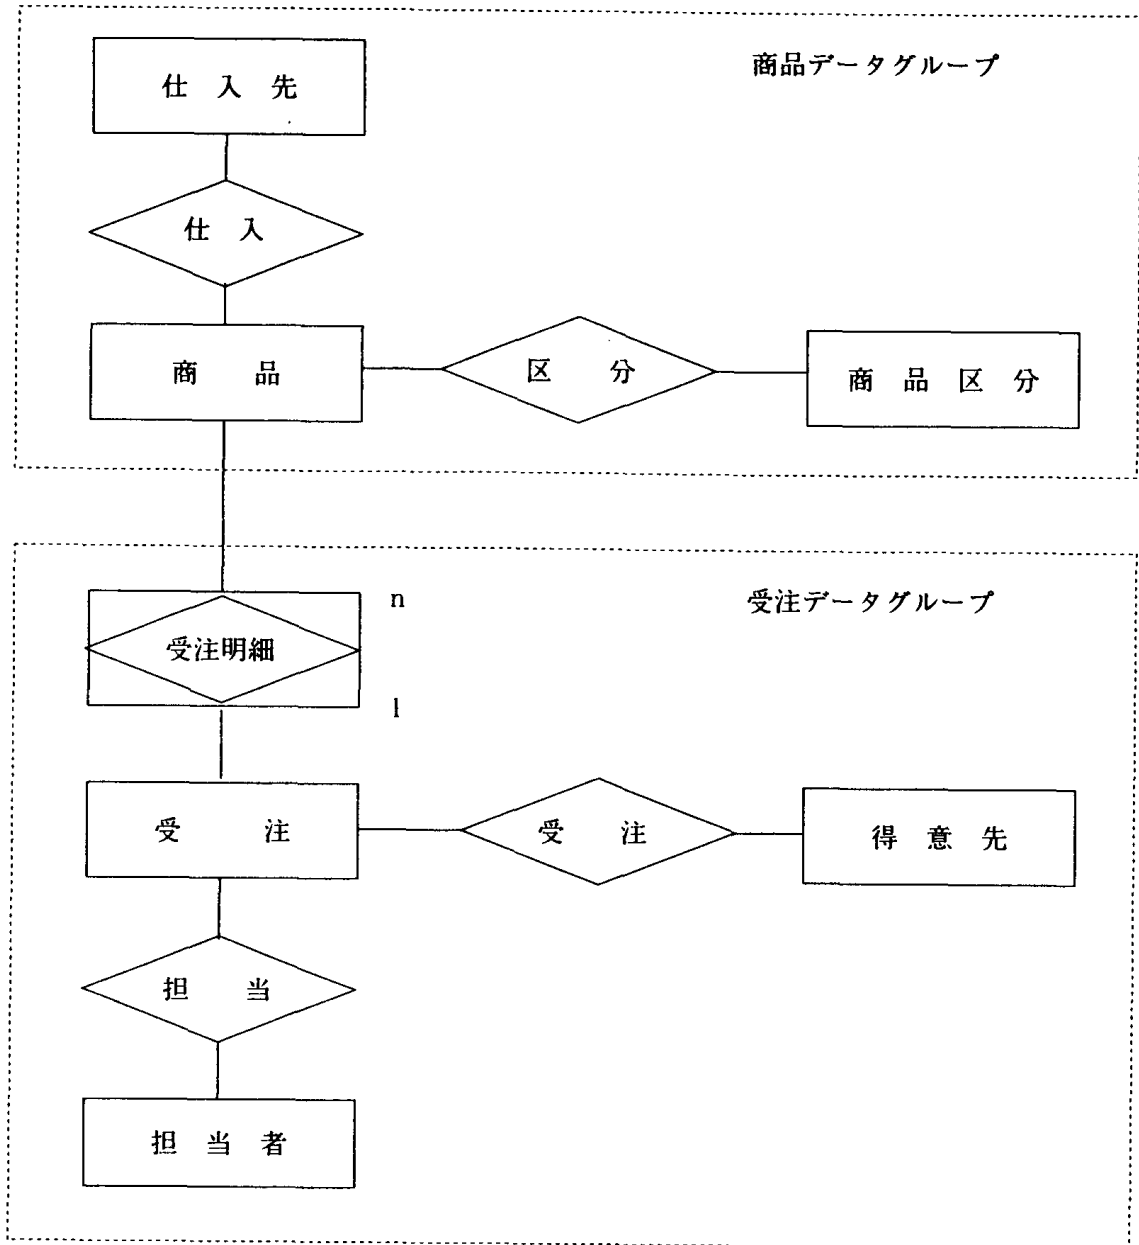 商品データグループ
仕入先
仕入
商品
区分
商品区分
受注データグループ
n
受注明細
1
受注
受注
得意先
担当
担当者